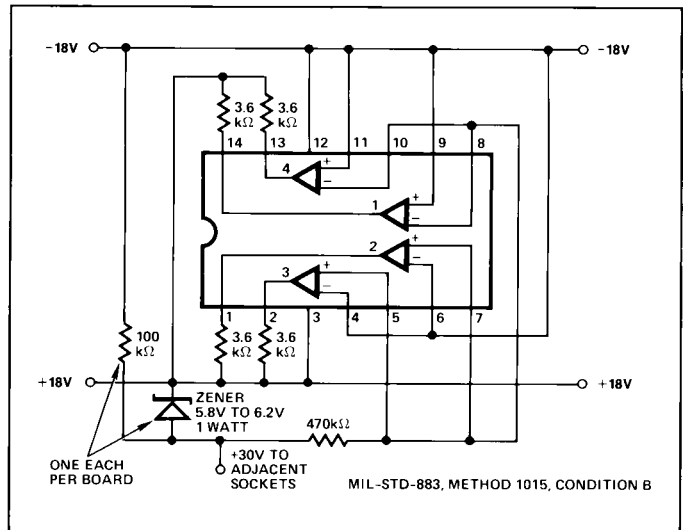 -18V
-18V
3.6
kΩ
3.6
kΩ
14
13
12
11
10
9
8
+
4
−
+
1
−
+
2
−
+
3
−
1
2
3
4
5
6
7
100
kΩ
3.6
kΩ
3.6
kΩ
+18V
+18V
ZENER
5.8V TO 6.2V
1 WATT
470kΩ
ONE EACH
PER BOARD
+30V TO
ADJACENT
SOCKETS
MIL-STD-883, METHOD 1015, CONDITION B